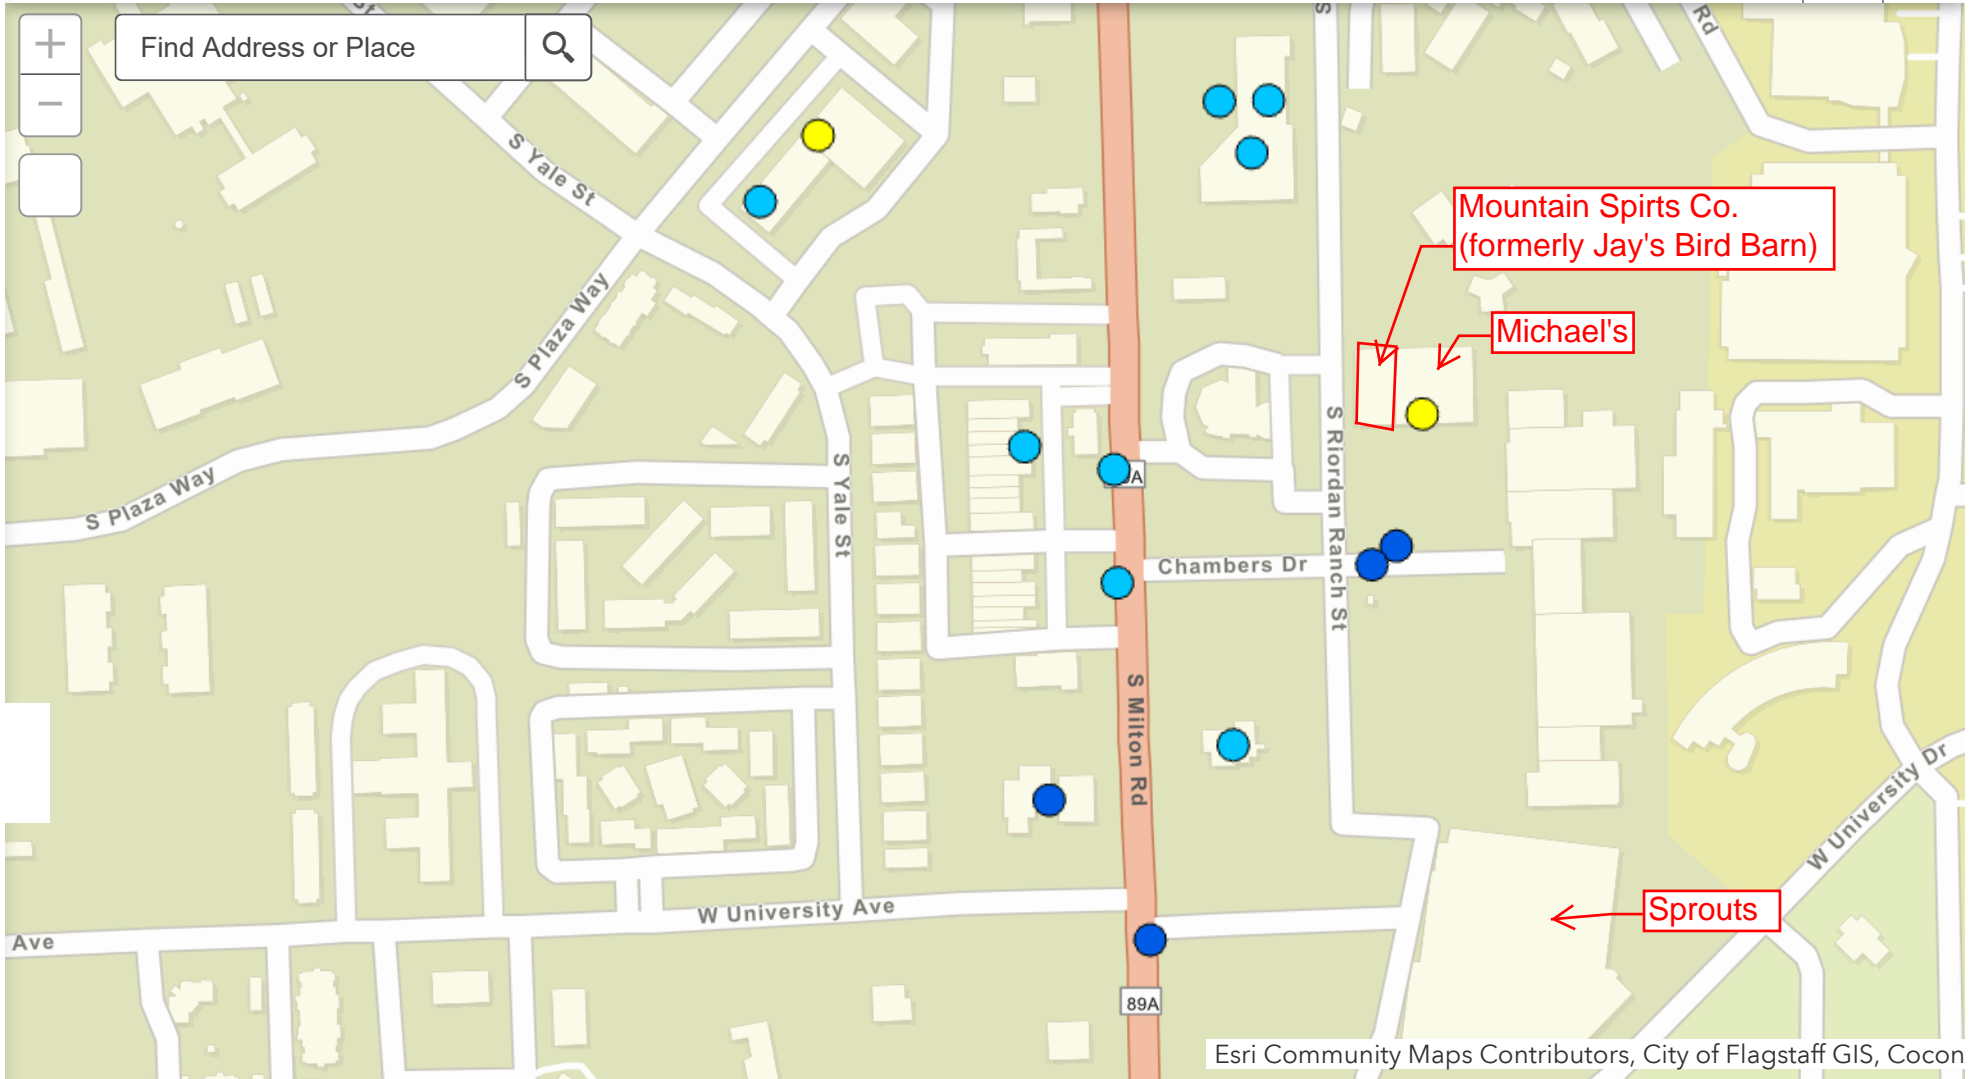 Find Address or Place
St
S
Rd
S Yale St
Mountain Spirts Co.
(formerly Jay's Bird Barn)
S Plaza Way
Michael's
S Plaza Way
S Yale St
S Riordan Ranch St
Chambers Dr
S Milton Rd
W University Dr
W University Ave
Sprouts
Ave
89A
Esri Community Maps Contributors, City of Flagstaff GIS, Cocon